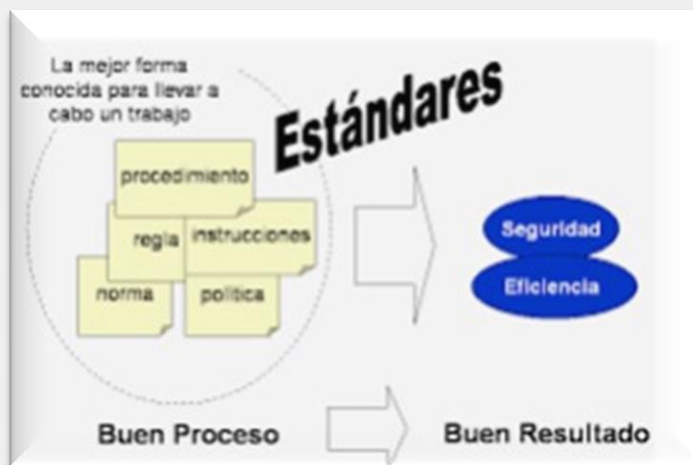 La mejor forma
conocida para llevar a
cabo un trabajo
Estándares
procedimiento
regla
instrucciones
norma
política
Seguridad
Eficiencia
Buen Proceso
Buen Resultado